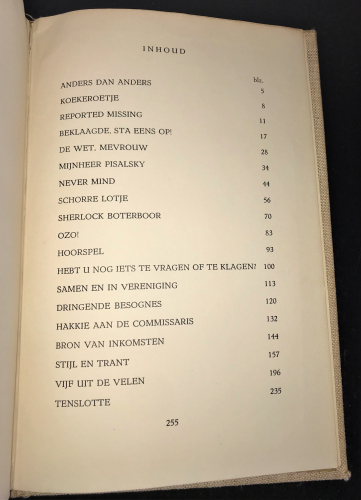 INHOUD
blz.
ANDERS DAN ANDERS 5
KOEKEROETJE 8
REPORTED MISSING 11
BEKLAAGDE, STA EENS OP! 17
DE WET, MEVROUW 28
MIJNHEER PISALSKY 34
NEVER MIND 44
SCHORRE LOTJE 56
SHERLOCK BOTERBOOR 70
OZO! 83
HOORSPEL 93
HEBT U NOG IETS TE VRAGEN OF TE KLAGEN? 100
SAMEN EN IN VERENIGING 113
DRINGENDE BESOGNES 120
HAKKIE AAN DE COMMISSARIS 132
BRON VAN INKOMSTEN 144
STIJL EN TRANT 157
VIJF UIT DE VELEN 196
TENSLOTTE 235
255